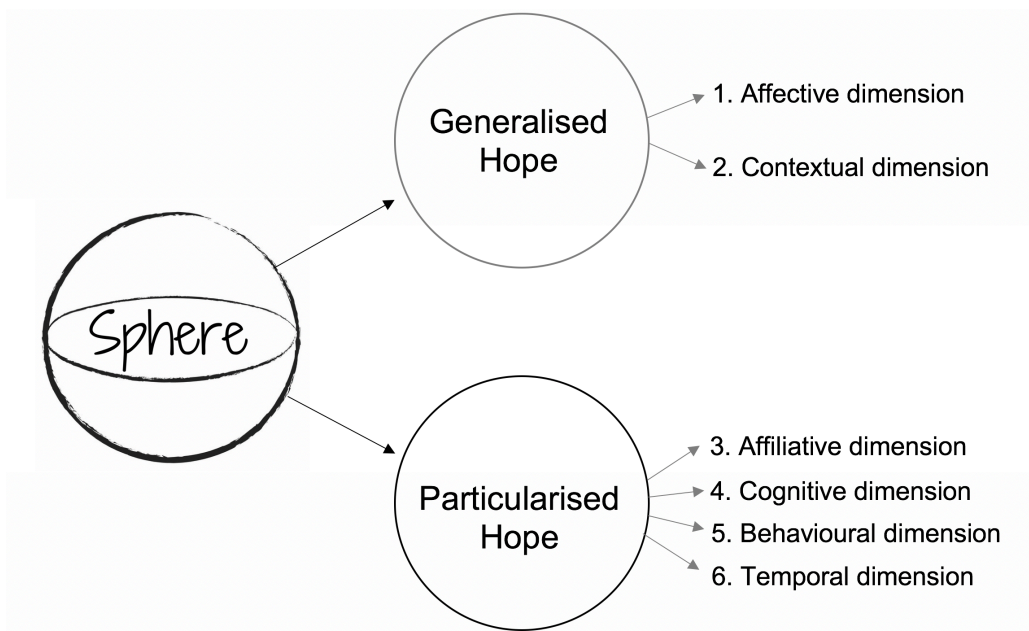 Generalised
Hope
1. Affective dimension
2. Contextual dimension
Sphere
Particularised
Hope
3. Affiliative dimension
4. Cognitive dimension
5. Behavioural dimension
6. Temporal dimension